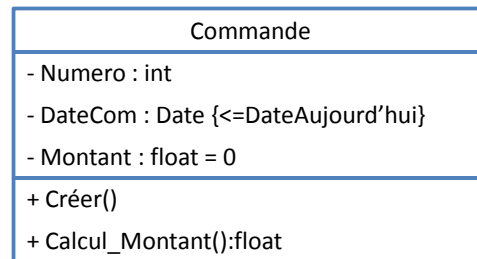 Commande
- Numero : int
- DateCom : Date {<=DateAujourd’hui}
- Montant : float = 0
+ Créer()
+ Calcul_Montant():float